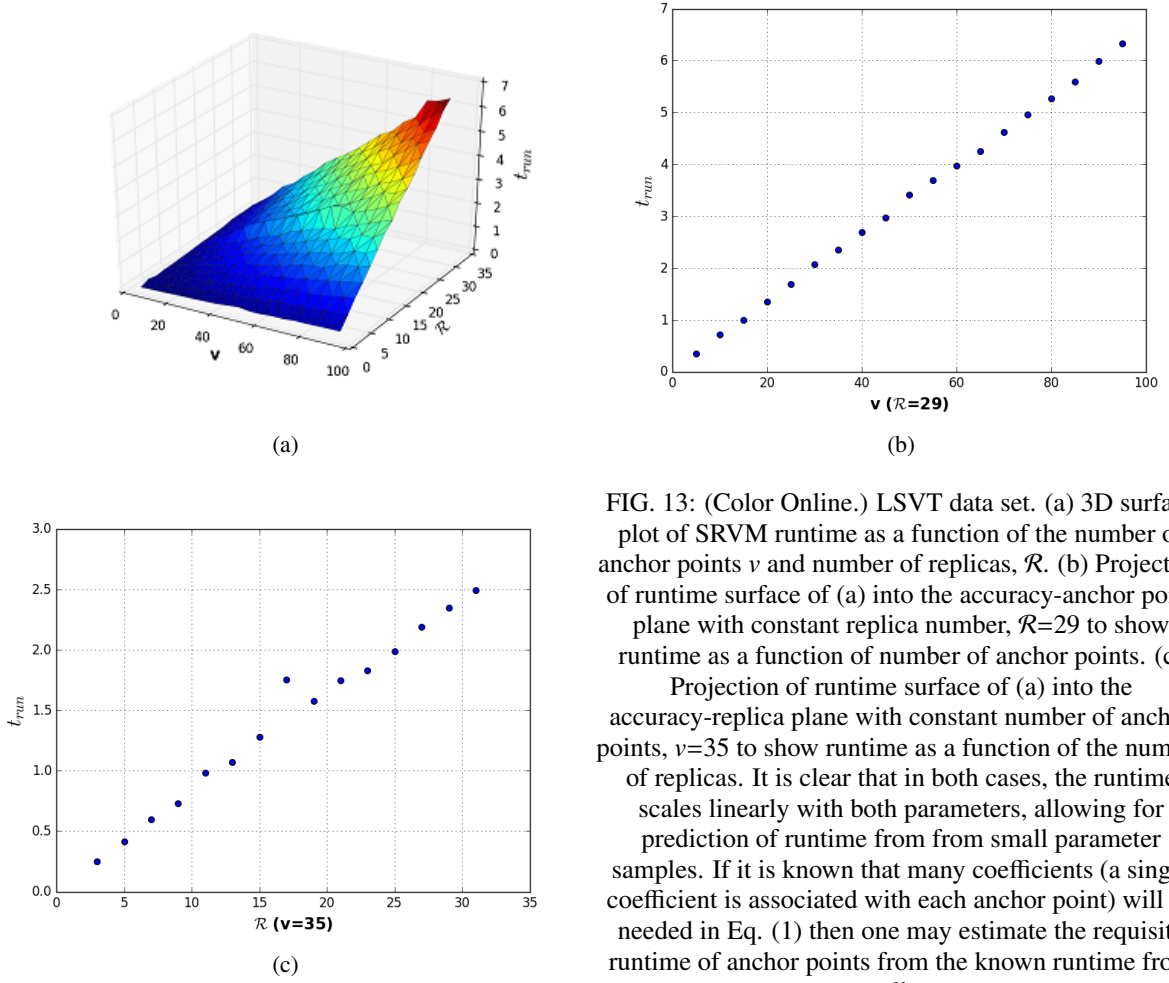 7
6
5
4
3
2
1
0
t_run
35
30
25
20
15
10
5
0
ℛ
0
20
40
60
80
100
v
(a)
7
6
5
4
3
2
1
0
t_run
0 20 40 60 80 100
v (ℛ=29)
(b)
3.0
2.5
2.0
1.5
1.0
0.5
0.0
t_run
0 5 10 15 20 25 30 35
ℛ (v=35)
(c)
FIG. 13: (Color Online.) LSVT data set. (a) 3D
plot of SRVM runtime as a function of the number
anchor points v and number of replicas, ℛ. (b)
of runtime surface of (a) into the accuracy-anchor
plane with constant replica number, ℛ=29 to show
runtime as a function of number of anchor points.
Projection of runtime surface of (a) into the
accuracy-replica plane with constant number of
points, v=35 to show runtime as a function of the
of replicas. It is clear that in both cases, the runtime
scales linearly with both parameters, allowing for
prediction of runtime from from small parameter
samples. If it is known that many coefficients (a
coefficient is associated with each anchor point) will
needed in Eq. (1) then one may estimate the
runtime of anchor points from the known runtime